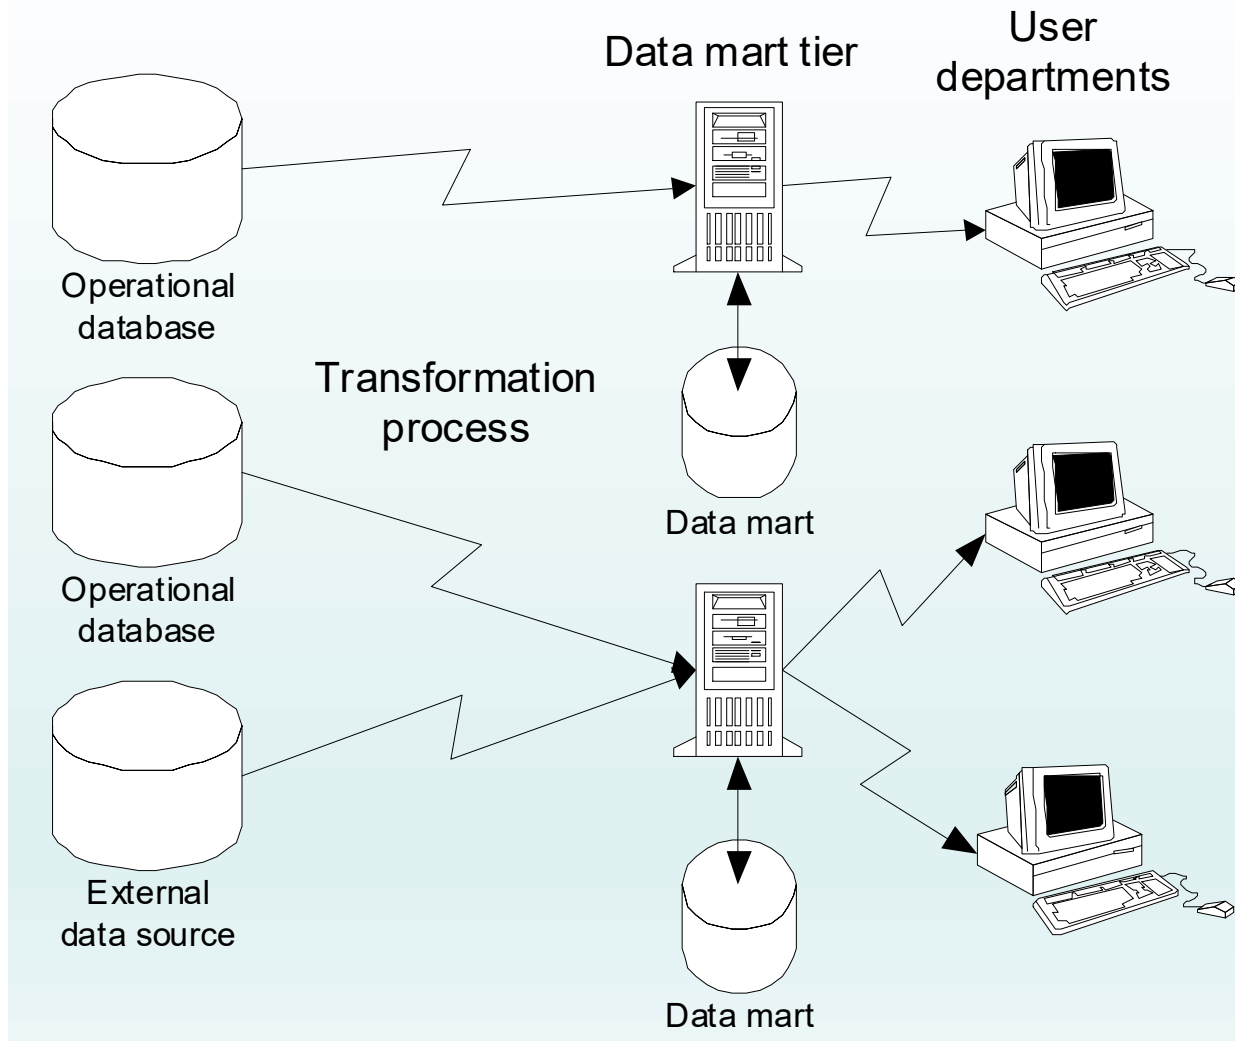 Data mart tier
User
departments
Operational
database
Transformation
process
Data mart
Operational
database
External
data source
Data mart